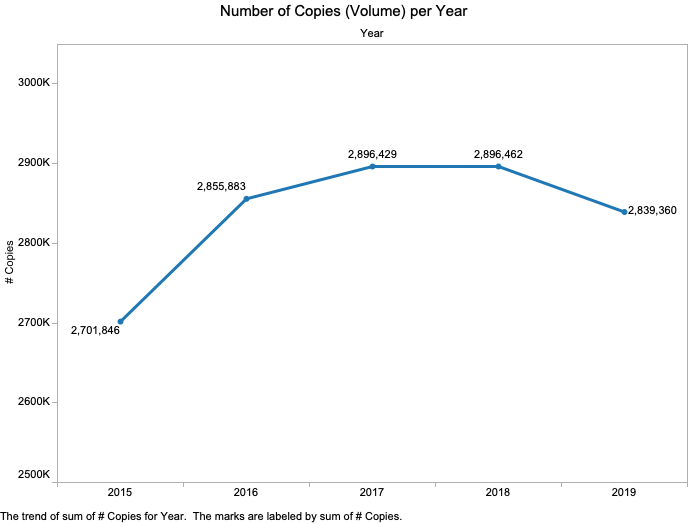 Number of Copies (Volume) per Year
Year
3000K
2900K
2800K
2700K
2600K
2500K
# Copies
2,701,846
2,855,883
2,896,429
2,896,462
2,839,360
2015
2016
2017
2018
2019
The trend of sum of # Copies for Year.  The marks are labeled by sum of # Copies.